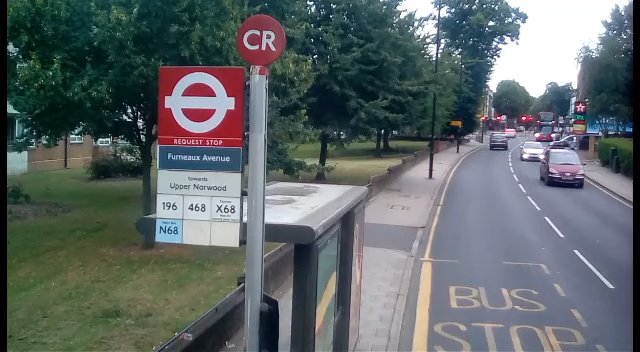 CR
REQUEST STOP
Furneaux Avenue
towards
Upper Norwood
196 468 X68
N68
BUS
STOP